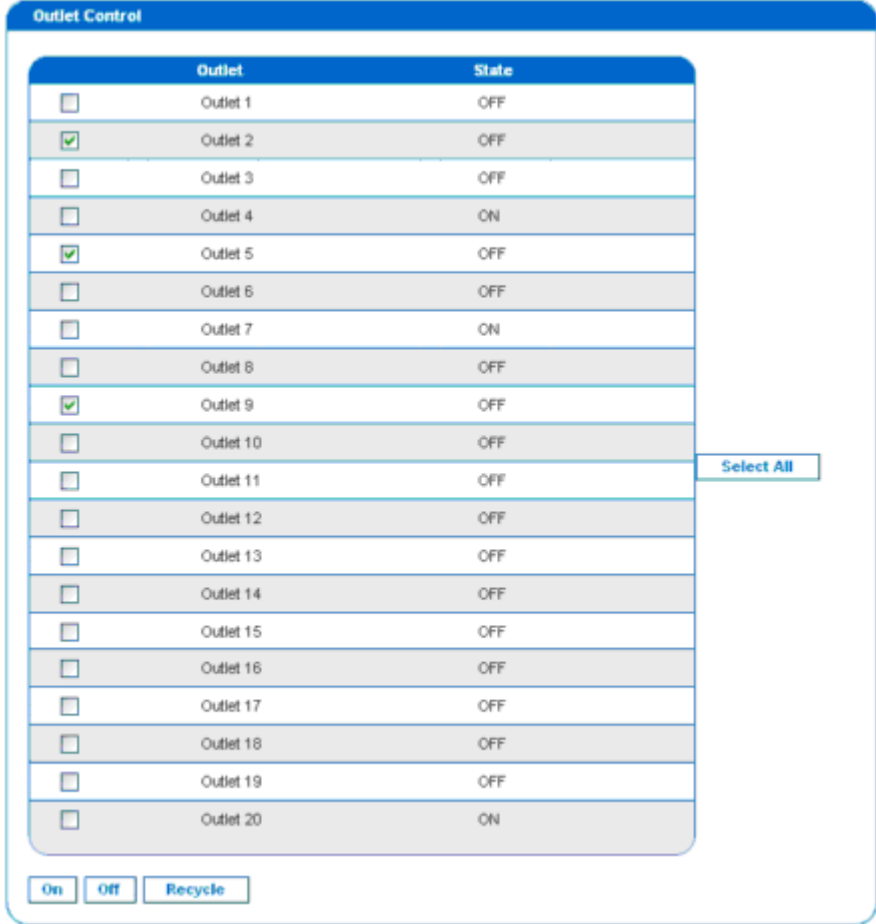 Outlet Control
Outlet State
Outlet 1 OFF
Outlet 2 OFF
Outlet 3 OFF
Outlet 4 ON
Outlet 5 OFF
Outlet 6 OFF
Outlet 7 ON
Outlet 8 OFF
Outlet 9 OFF
Outlet 10 OFF
Outlet 11 OFF
Select All
Outlet 12 OFF
Outlet 13 OFF
Outlet 14 OFF
Outlet 15 OFF
Outlet 16 OFF
Outlet 17 OFF
Outlet 18 OFF
Outlet 19 OFF
Outlet 20 ON
On Off Recycle